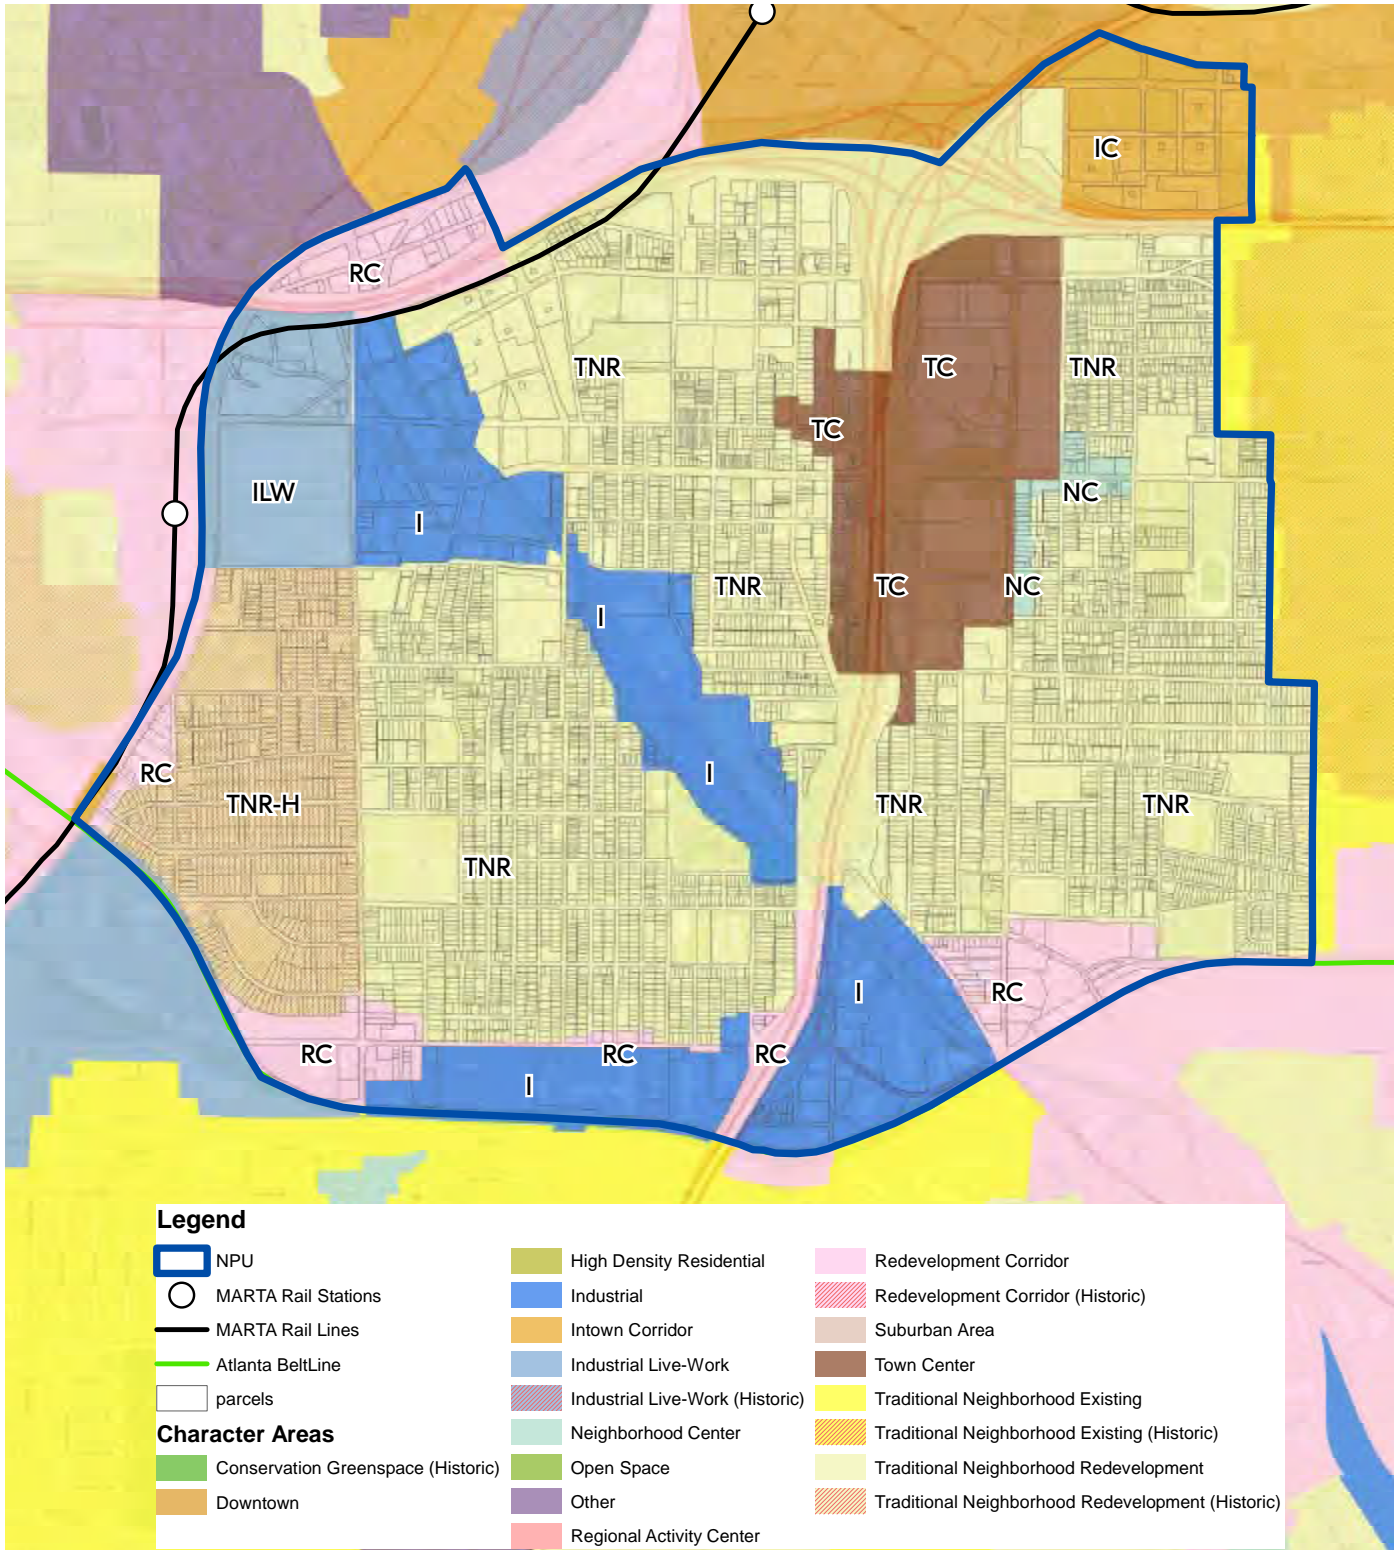 IC
RC
TNR
TC
TNR
TC
ILW
NC
I
TNR
TC
NC
I
RC
I
TNR-H
TNR
TNR
TNR
I
RC
RC
RC
RC
I
Legend
NPU
MARTA Rail Stations
MARTA Rail Lines
Atlanta BeltLine
parcels
Character Areas
Conservation Greenspace (Historic)
Downtown
High Density Residential
Industrial
Intown Corridor
Industrial Live-Work
Industrial Live-Work (Historic)
Neighborhood Center
Open Space
Other
Regional Activity Center
Redevelopment Corridor
Redevelopment Corridor (Historic)
Suburban Area
Town Center
Traditional Neighborhood Existing
Traditional Neighborhood Existing (Historic)
Traditional Neighborhood Redevelopment
Traditional Neighborhood Redevelopment (Historic)